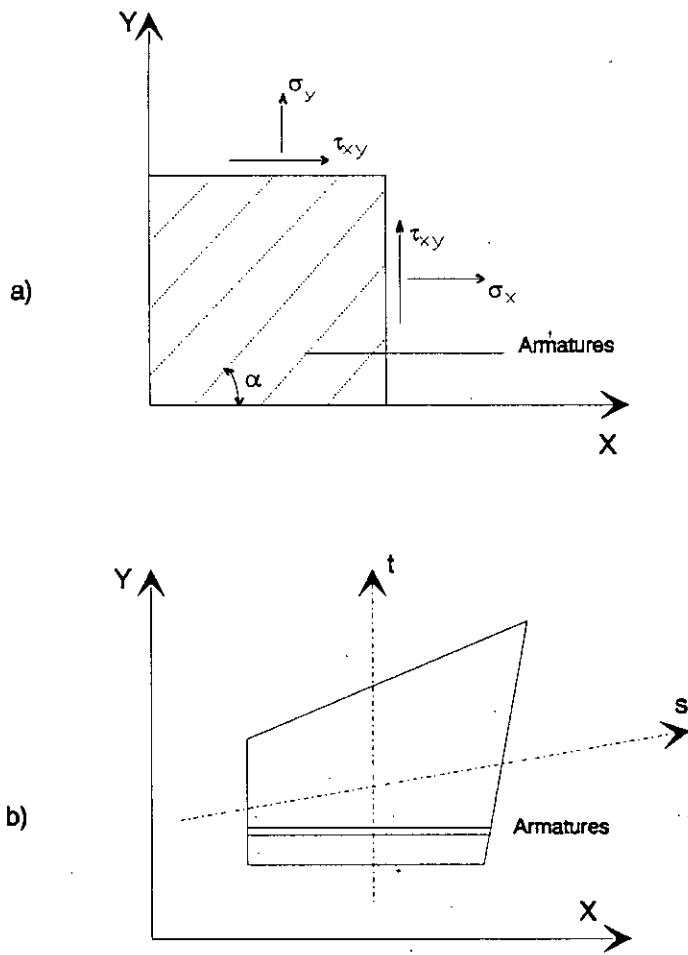 Y
σy
τxy
τxy
a)
σx
Armatures
α
X
Y
t
s
b)
Armatures
X